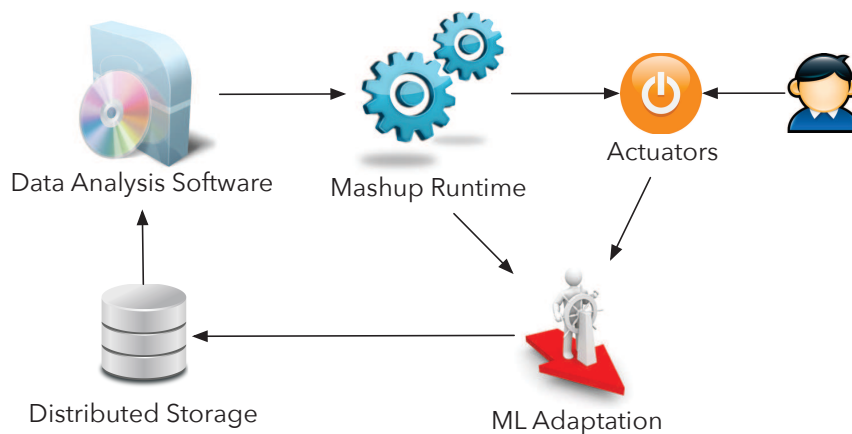 Actuators
Data Analysis Software
Mashup Runtime
Distributed Storage
ML Adaptation